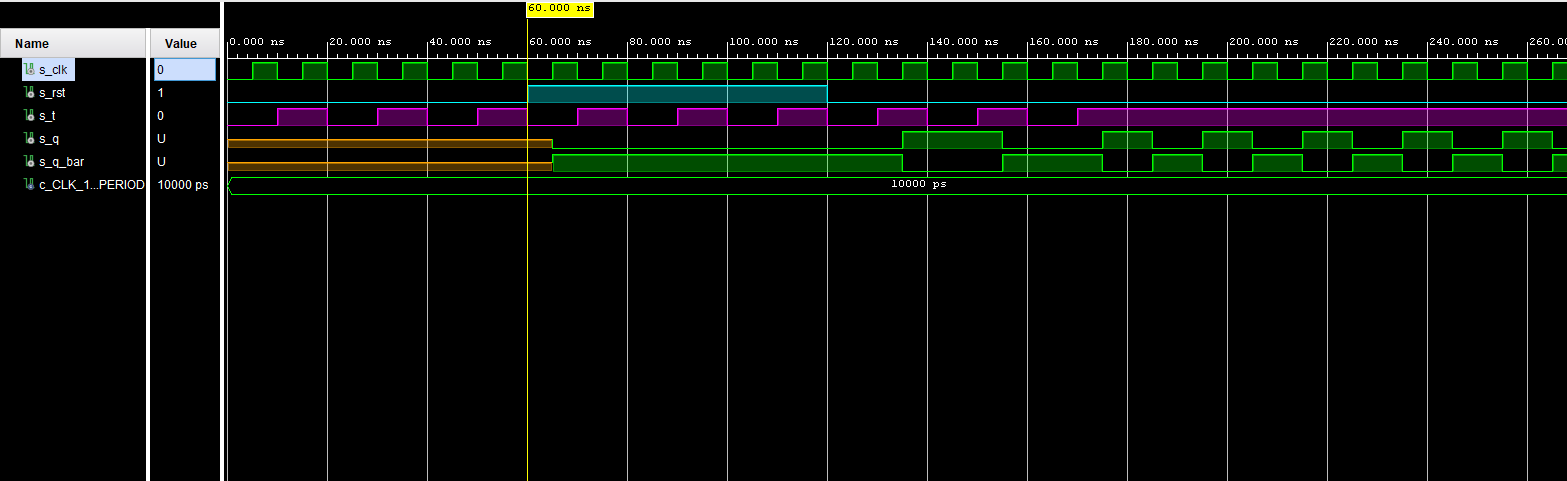 60.000 ns
Name Value
0.000 ns 20.000 ns 40.000 ns 60.000 ns 80.000 ns 100.000 ns 120.000 ns 140.000 ns 160.000 ns 180.000 ns 200.000 ns 220.000 ns 240.000 ns 260.00
s_clk 0
s_rst 1
s_t 0
s_q U
s_q_bar U
c_CLK_1...PERIOD 10000 ps 10000 ps